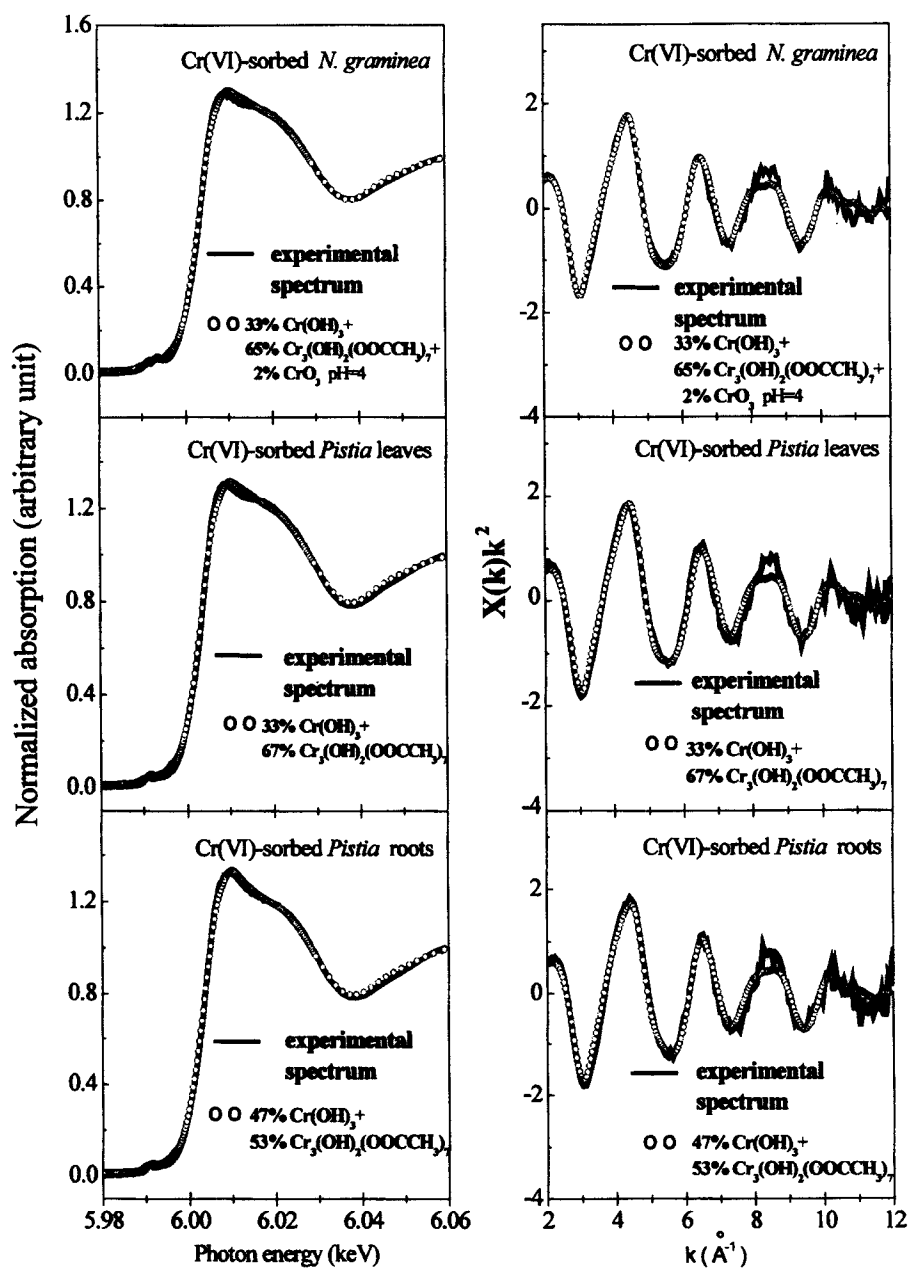 Normalized absorption (arbitrary unit)
1.6
1.2
0.8
0.4
0.0
Cr(VI)-sorbed N. graminea
experimental
spectrum
33% Cr(OH)₃+
65% Cr₃(OH)₂(OOCCH₃)₇+
2% CrO₃ pH=4
1.2
0.8
0.4
0.0
Cr(VI)-sorbed Pistia leaves
experimental
spectrum
33% Cr(OH)₃+
67% Cr₃(OH)₂(OOCCH₃)₇
1.2
0.8
0.4
0.0
Cr(VI)-sorbed Pistia roots
experimental
spectrum
47% Cr(OH)₃+
53% Cr₃(OH)₂(OOCCH₃)₇
5.98 6.00 6.02 6.04 6.06
Photon energy (keV)
X(k)k²
2
0
-2
-4
Cr(VI)-sorbed N. graminea
experimental
spectrum
33% Cr(OH)₃+
65% Cr₃(OH)₂(OOCCH₃)₇+
2% CrO₃ pH=4
2
0
-2
-4
Cr(VI)-sorbed Pistia leaves
experimental
spectrum
33% Cr(OH)₃+
67% Cr₃(OH)₂(OOCCH₃)₇
2
0
-2
-4
Cr(VI)-sorbed Pistia roots
experimental
spectrum
47% Cr(OH)₃+
53% Cr₃(OH)₂(OOCCH₃)₇
2 4 6 8 10 12
k (Å⁻¹)